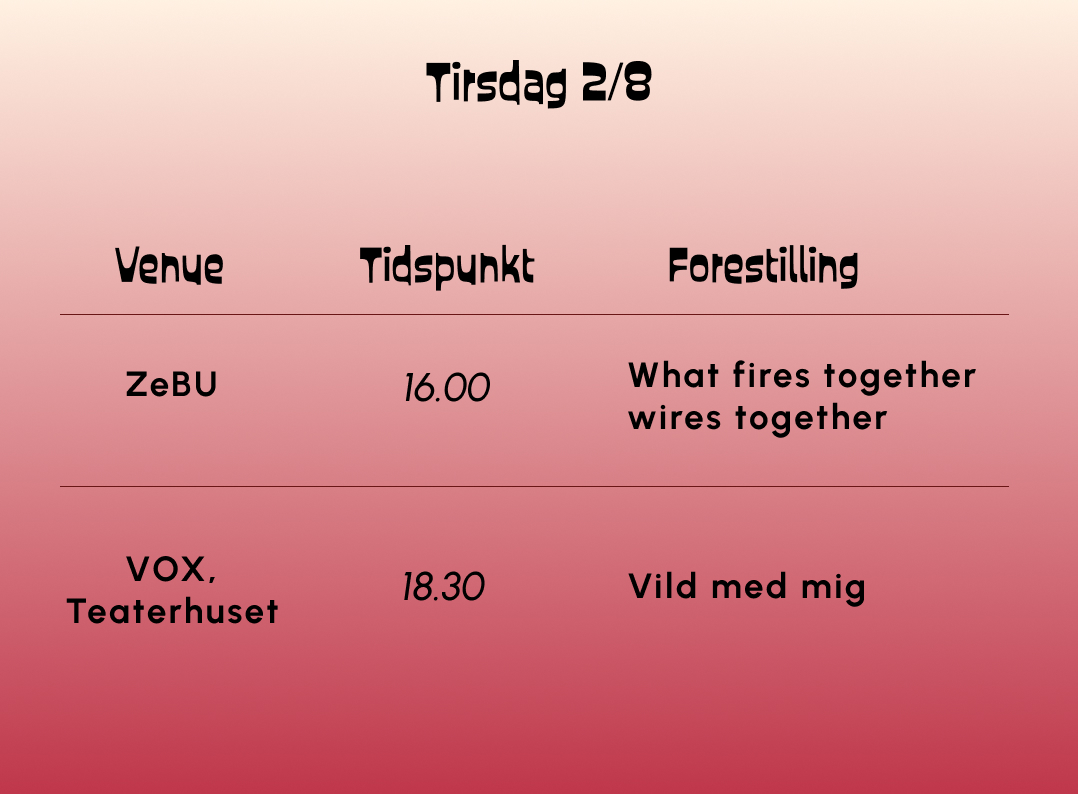 Tirsdag 2/8
Venue Tidspunkt Forestilling
ZeBU 16.00 What fires together
wires together
VOX,
Teaterhuset 18.30 Vild med mig